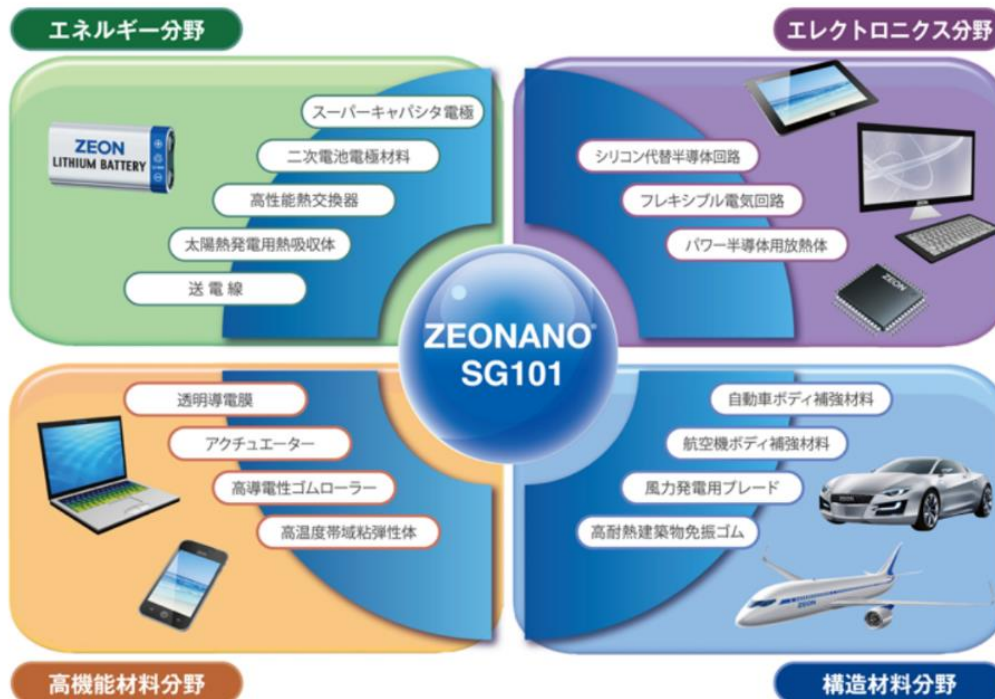 エネルギー分野
エレクトロニクス分野
ZEON
LITHIUM BATTERY
スーパーキャパシタ電極
二次電池電極材料
高性能熱交換器
太陽熱発電用熱吸収体
送電線
シリコン代替半導体回路
フレキシブル電気回路
パワー半導体用放熱体
ZEON
ZEONANO®
SG101
透明導電膜
アクチュエーター
高導電性ゴムローラー
高温度帯域粘弾性体
自動車ボディ補強材料
航空機ボディ補強材料
風力発電用ブレード
高耐熱建築物免振ゴム
ZEON
高機能材料分野
構造材料分野